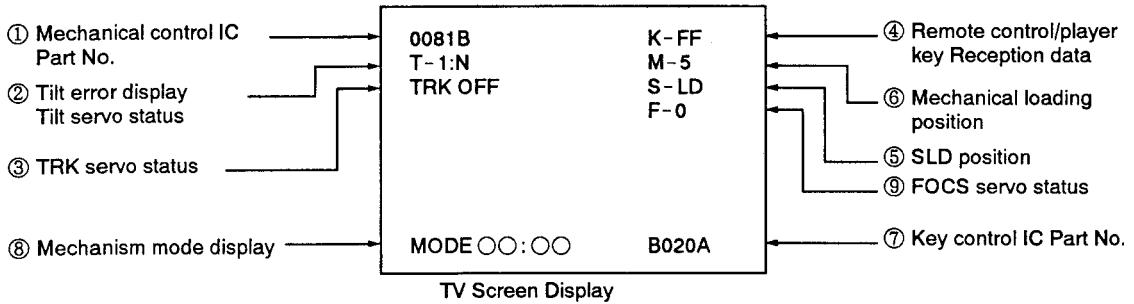 ① Mechanical control IC
Part No.
② Tilt error display
Tilt servo status
③ TRK servo status
⑧ Mechanism mode display
0081B
T-1:N
TRK OFF
K-FF
M-5
S-LD
F-0
MODE○○:○○
B020A
④ Remote control/player
key Reception data
⑥ Mechanical loading
position
⑤ SLD position
⑨ FOCS servo status
⑦ Key control IC Part No.
TV Screen Display